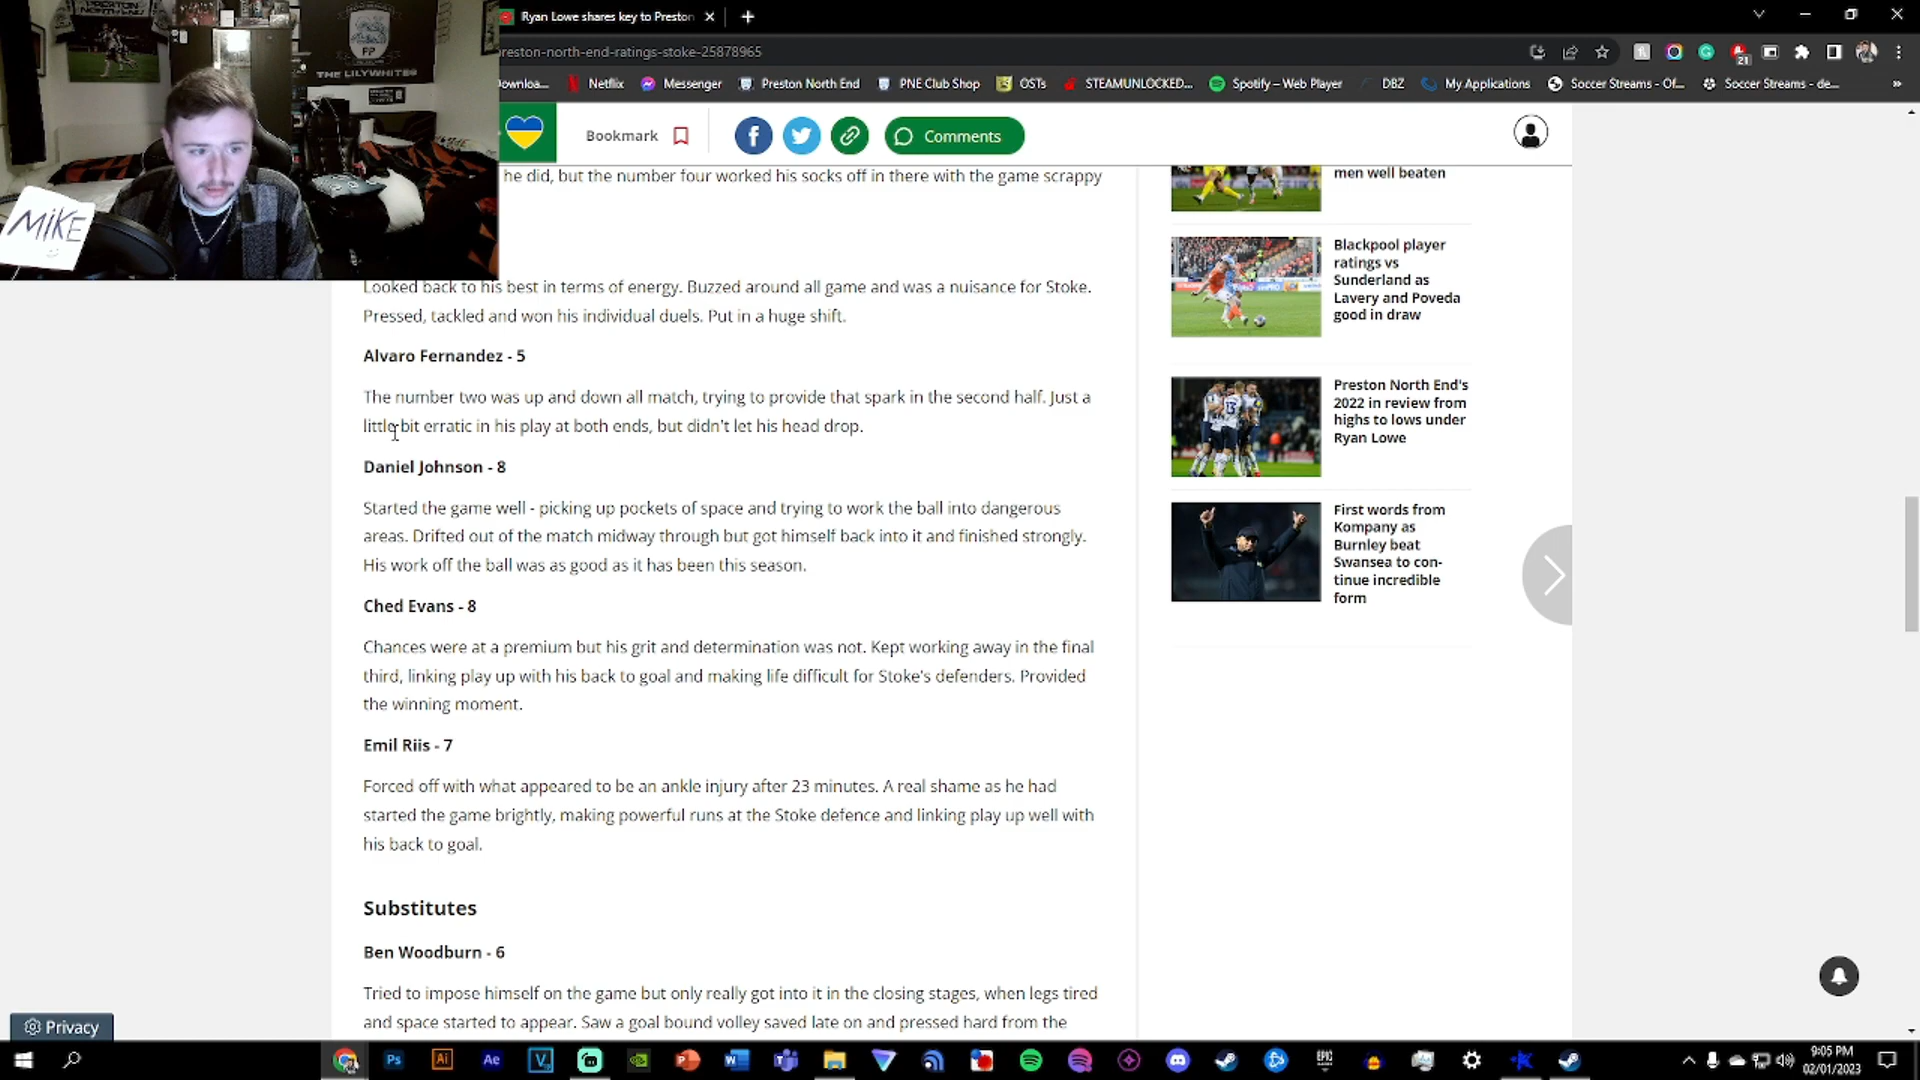 PRESTON
PP
THE LILYWHITES
MIKE
Ryan Lowe shares key to Preston
reston-north-end-ratings-stoke-25878965
21
ownloa...
Netflix
Messenger
Preston North End
PNE Club Shop
OSTs
STEAMUNLOCKED...
Spotify – Web Player
DBZ
My Applications
Soccer Streams - Of...
Soccer Streams - de...
»
Bookmark
Comments
he did, but the number four worked his socks off in there with the game scrappy
Looked back to his best in terms of energy. Buzzed around all game and was a nuisance for Stoke.
Pressed, tackled and won his individual duels. Put in a huge shift.
Alvaro Fernandez - 5
The number two was up and down all match, trying to provide that spark in the second half. Just a
little bit erratic in his play at both ends, but didn't let his head drop.
Daniel Johnson - 8
Started the game well - picking up pockets of space and trying to work the ball into dangerous
areas. Drifted out of the match midway through but got himself back into it and finished strongly.
His work off the ball was as good as it has been this season.
Ched Evans - 8
Chances were at a premium but his grit and determination was not. Kept working away in the final
third, linking play up with his back to goal and making life difficult for Stoke's defenders. Provided
the winning moment.
Emil Riis - 7
Forced off with what appeared to be an ankle injury after 23 minutes. A real shame as he had
started the game brightly, making powerful runs at the Stoke defence and linking play up well with
his back to goal.
Substitutes
Ben Woodburn - 6
Tried to impose himself on the game but only really got into it in the closing stages, when legs tired
and space started to appear. Saw a goal bound volley saved late on and pressed hard from the
men well beaten
Blackpool player
ratings vs
Sunderland as
Lavery and Poveda
good in draw
Preston North End's
2022 in review from
highs to lows under
Ryan Lowe
First words from
Kompany as
Burnley beat
Swansea to con-
tinue incredible
form
Privacy
Ps
Ai
Ae
EPIC
9:05 PM
02/01/2023